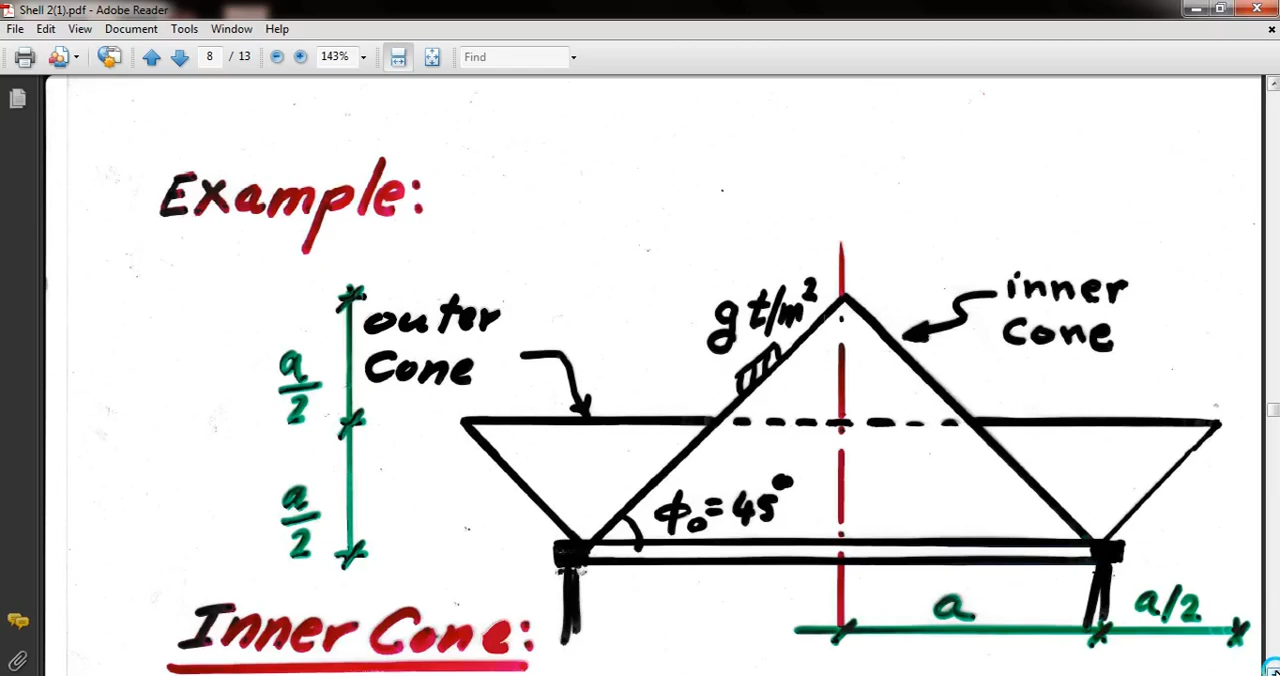 Shell 2(1).pdf - Adobe Reader
File Edit View Document Tools Window Help
8 / 13 143% Find
Example:
outer
Cone
g t/m²
inner
Cone
a/2
a/2
ϕ₀ = 45°
a
a/2
Inner Cone: